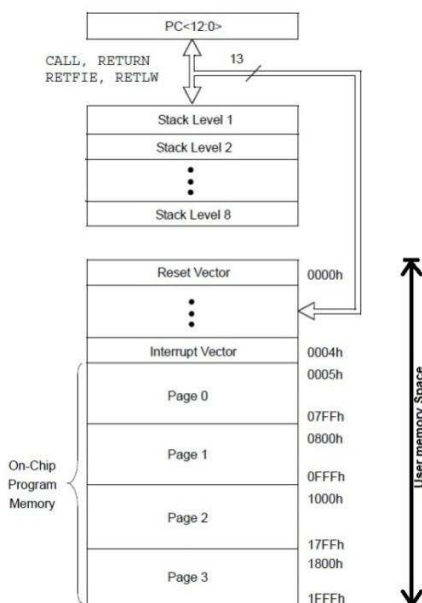 PC<12:0>
CALL, RETURN
RETFIE, RETLW
13
Stack Level 1
Stack Level 2
Stack Level 8
Reset Vector
0000h
Interrupt Vector
0004h
0005h
Page 0
07FFh
0800h
Page 1
0FFFh
On-Chip
Program
Memory
1000h
Page 2
17FFh
1800h
Page 3
1FFFh
User memory Space